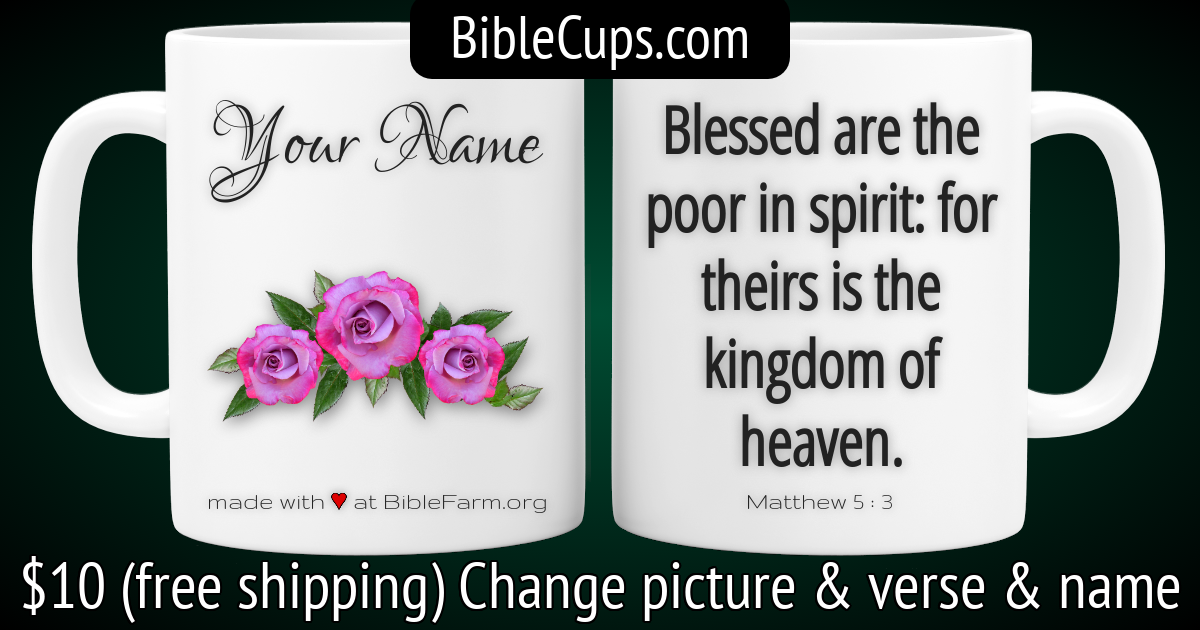 BibleCups.com
Your Name
made with ♥ at BibleFarm.org
Blessed are the
poor in spirit: for
theirs is the
kingdom of
heaven.
Matthew 5 : 3
$10 (free shipping) Change picture & verse & name